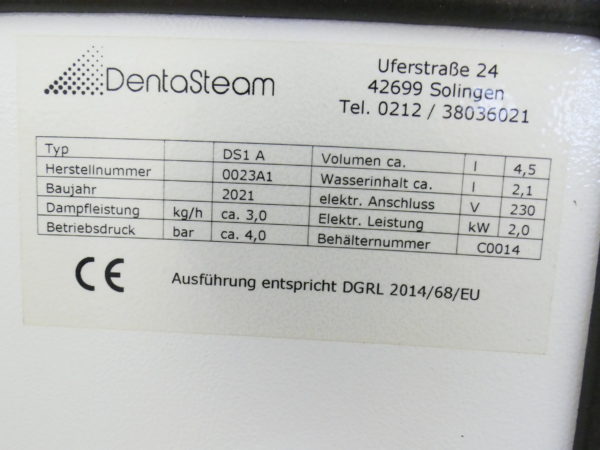 DentaSteam
Uferstraße 24
42699 Solingen
Tel. 0212 / 38036021
Typ DS1 A Volumen ca. l 4,5
Herstellnummer 0023A1 Wasserinhalt ca. l 2,1
Baujahr 2021 elektr. Anschluss V 230
Dampfleistung kg/h ca. 3,0 Elektr. Leistung kW 2,0
Betriebsdruck bar ca. 4,0 Behälternummer C0014
CE Ausführung entspricht DGRL 2014/68/EU